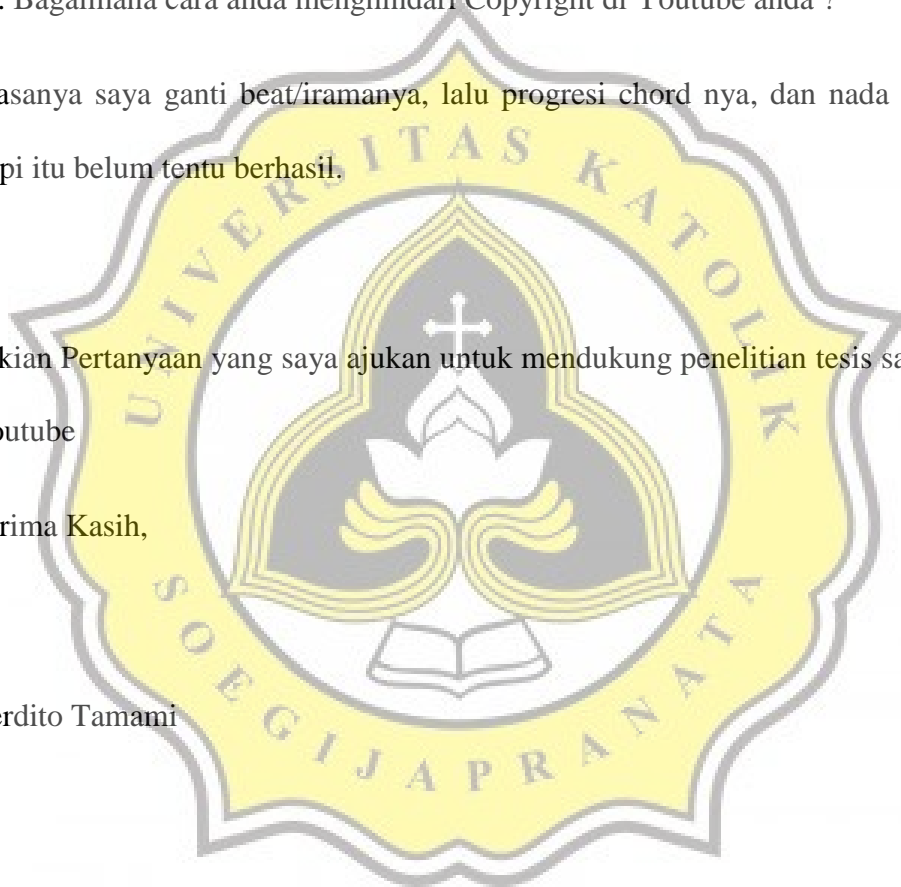 . Bagaimana cara anda menghindari Copyright di Youtube anda ?
asanya saya ganti beat/iramanya, lalu progresi chord nya, dan nada
pi itu belum tentu berhasil.
kian Pertanyaan yang saya ajukan untuk mendukung penelitian tesis sa
outube
rima Kasih,
erdito Tamami
UNIVERSITAS KATOLIK
SOEGIJAPRANATA